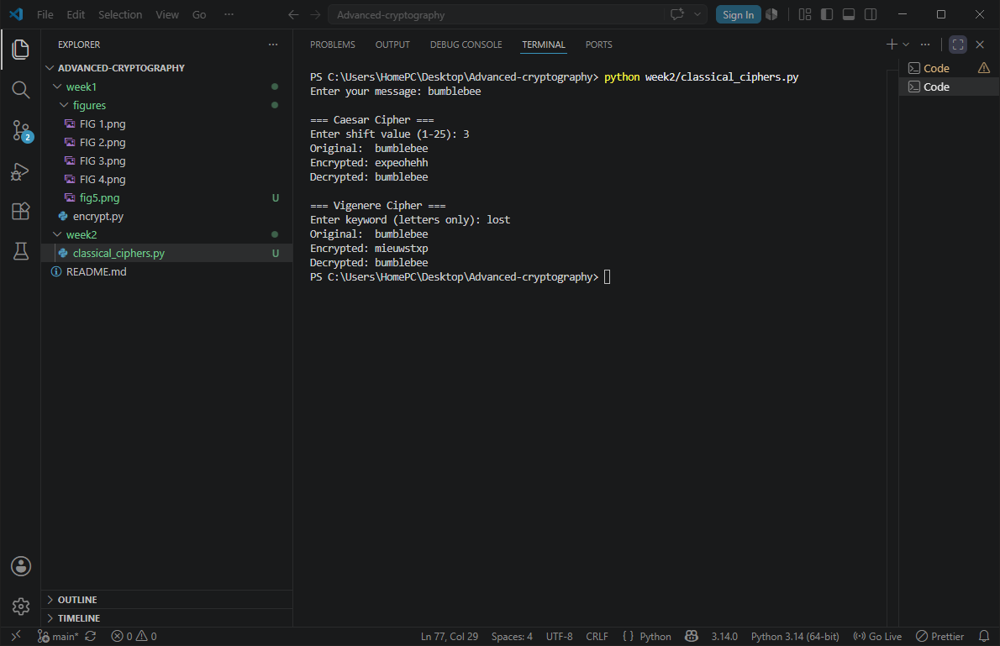 File Edit Selection View Go ··· Advanced-cryptography Sign In
EXPLORER ···
ADVANCED-CRYPTOGRAPHY
week1
figures
FIG 1.png
FIG 2.png
FIG 3.png
FIG 4.png
fig5.png U
encrypt.py
week2
classical_ciphers.py U
README.md
2
OUTLINE
TIMELINE
PROBLEMS OUTPUT DEBUG CONSOLE TERMINAL PORTS ···
PS C:\Users\HomePC\Desktop\Advanced-cryptography> python week2/classical_ciphers.py
Enter your message: bumblebee
=== Caesar Cipher ===
Enter shift value (1-25): 3
Original:  bumblebee
Encrypted: expeohehh
Decrypted: bumblebee
=== Vigenere Cipher ===
Enter keyword (letters only): lost
Original:  bumblebee
Encrypted: mieuwstxp
Decrypted: bumblebee
PS C:\Users\HomePC\Desktop\Advanced-cryptography>
Code
Code
main* 0 0 Ln 77, Col 29 Spaces: 4 UTF-8 CRLF { } Python 3.14.0 Python 3.14 (64-bit) Go Live Prettier